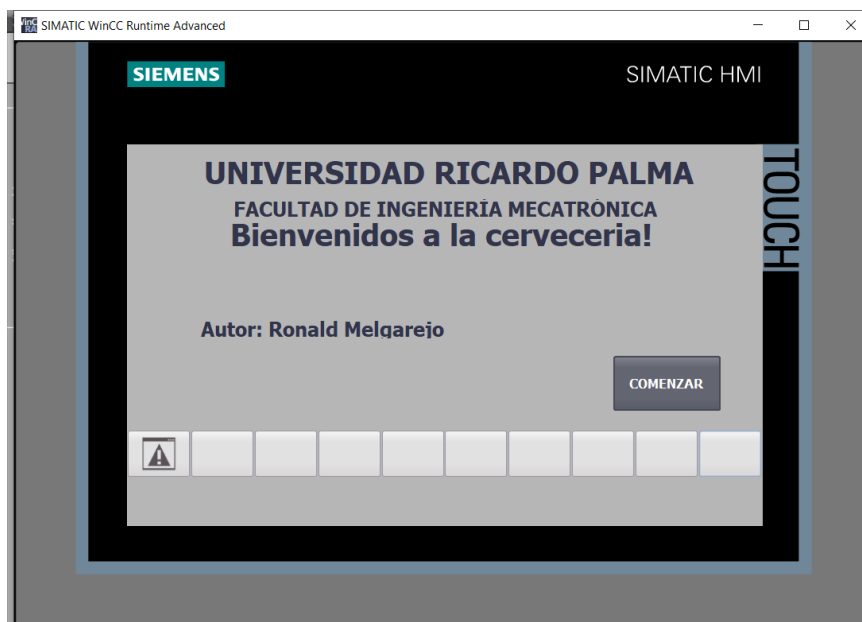 SIMATIC WinCC Runtime Advanced
SIEMENS
SIMATIC HMI
TOUCH
UNIVERSIDAD RICARDO PALMA
FACULTAD DE INGENIERÍA MECATRÓNICA
Bienvenidos a la cerveceria!
Autor: Ronald Melgarejo
COMENZAR